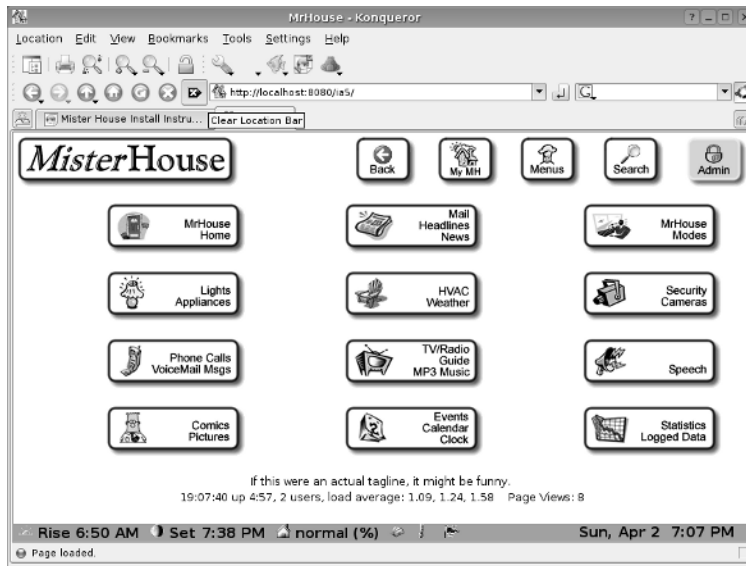 MrHouse - Konqueror
Location Edit View Bookmarks Tools Settings Help
http://localhost:8080/ia5/
Mister House Install Instru...
Clear Location Bar
MisterHouse
Back
My MH
Menus
Search
Admin
MrHouse
Home
Mail
Headlines
News
MrHouse
Modes
Lights
Appliances
HVAC
Weather
Security
Cameras
Phone Calls
VoiceMail Msgs
TV/Radio
Guide
MP3 Music
Speech
Comics
Pictures
Events
Calendar
Clock
Statistics
Logged Data
If this were an actual tagline, it might be funny.
19:07:40 up 4:57, 2 users, load average: 1.09, 1.24, 1.58 Page Views: 8
Rise 6:50 AM Set 7:38 PM normal (%) Sun, Apr 2 7:07 PM
Page loaded.